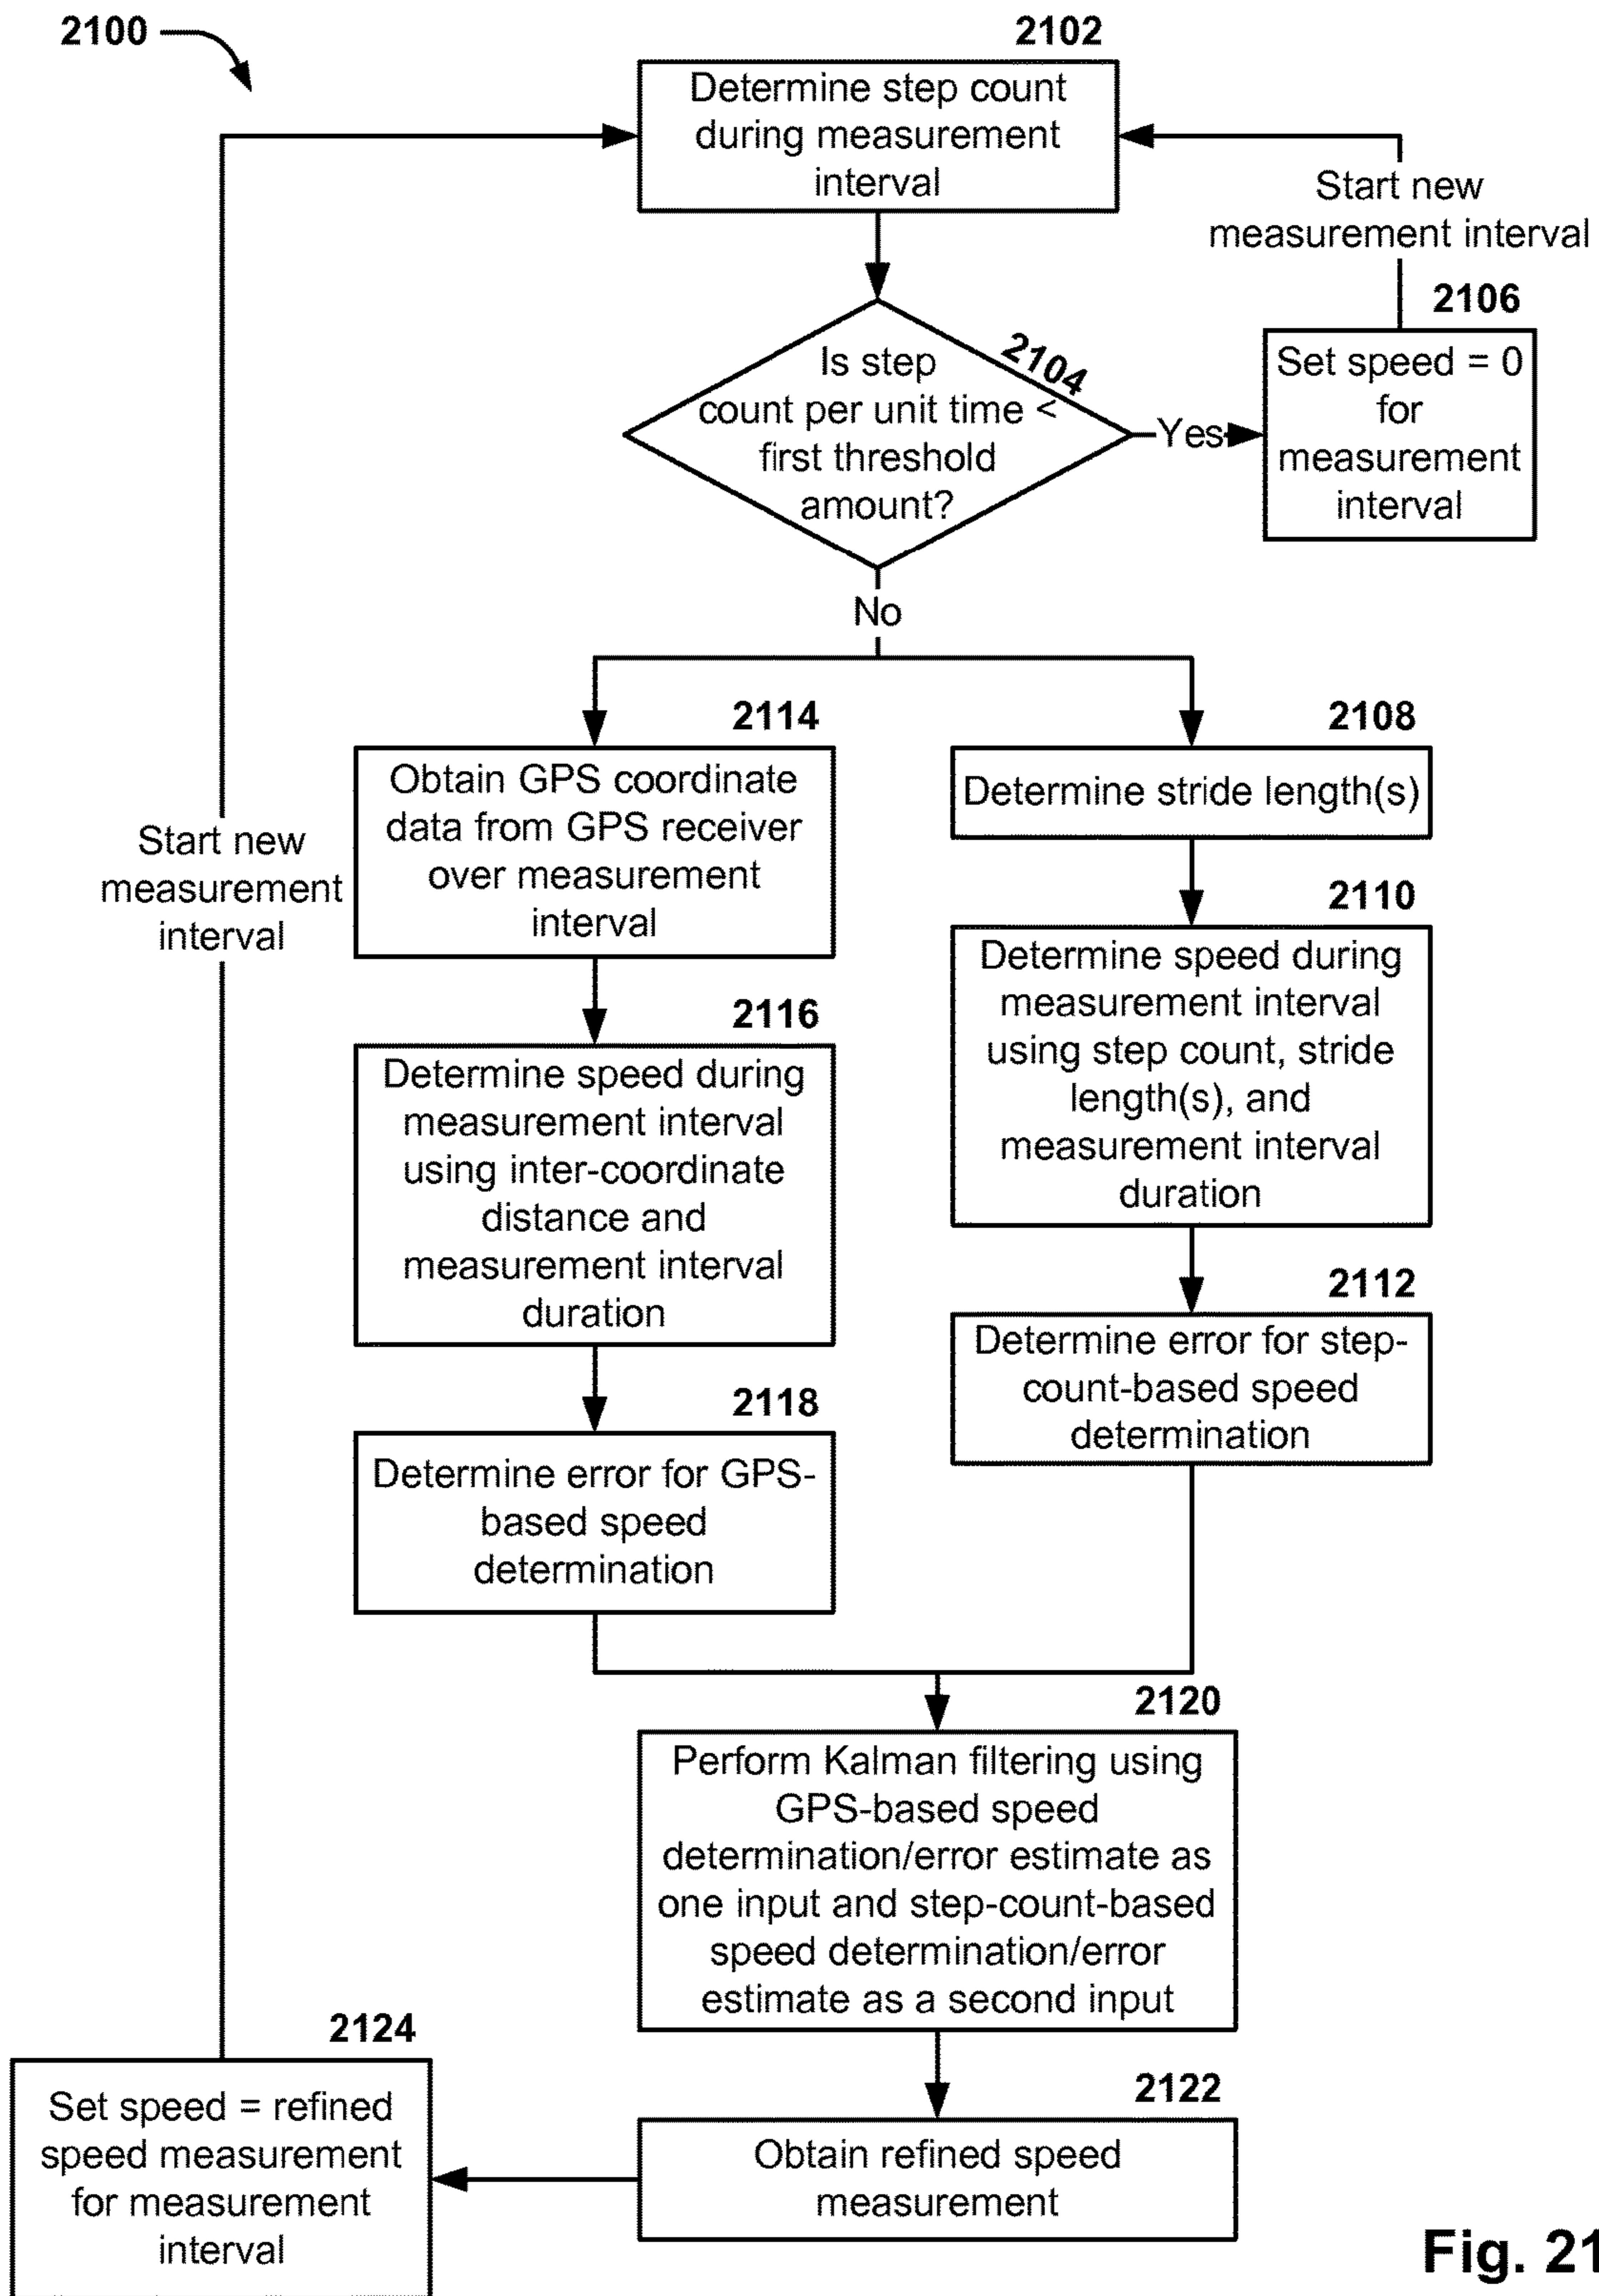 2100
2102
Determine step count
during measurement
interval
Start new
measurement interval
2104
Is step
count per unit time <
first threshold
amount?
Yes
2106
Set speed = 0
for
measurement
interval
No
2114
Obtain GPS coordinate
data from GPS receiver
over measurement
interval
2108
Determine stride length(s)
Start new
measurement
interval
2110
Determine speed during
measurement interval
using step count, stride
length(s), and
measurement interval
duration
2116
Determine speed during
measurement interval
using inter-coordinate
distance and
measurement interval
duration
2112
Determine error for step-
count-based speed
determination
2118
Determine error for GPS-
based speed
determination
2120
Perform Kalman filtering using
GPS-based speed
determination/error estimate as
one input and step-count-based
speed determination/error
estimate as a second input
2122
Obtain refined speed
measurement
2124
Set speed = refined
speed measurement
for measurement
interval
Fig. 21